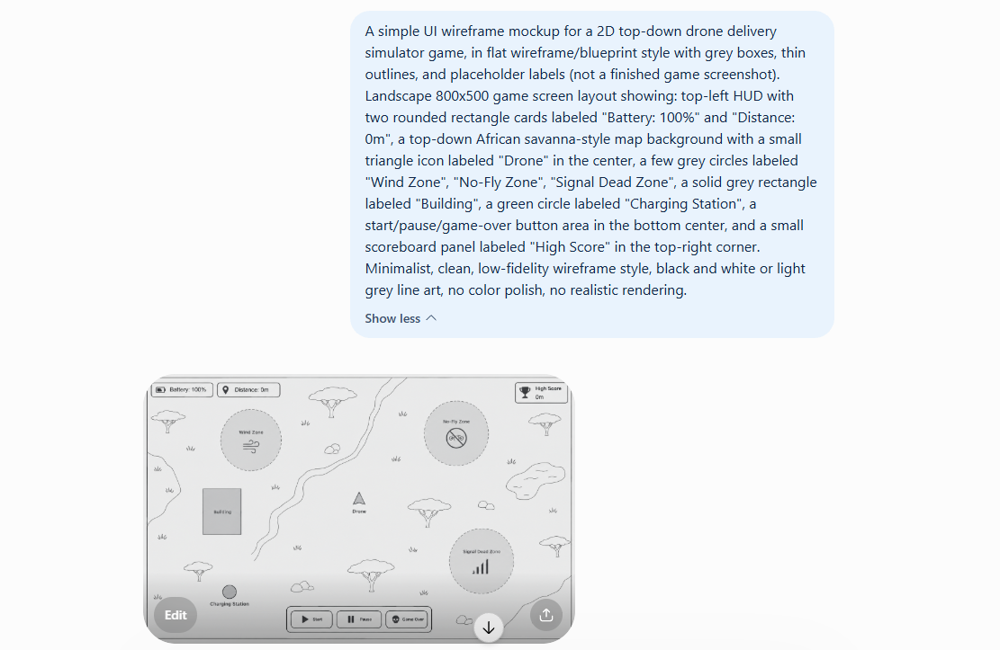 A simple UI wireframe mockup for a 2D top-down drone delivery
simulator game, in flat wireframe/blueprint style with grey boxes, thin
outlines, and placeholder labels (not a finished game screenshot).
Landscape 800x500 game screen layout showing: top-left HUD with
two rounded rectangle cards labeled "Battery: 100%" and "Distance:
0m", a top-down African savanna-style map background with a small
triangle icon labeled "Drone" in the center, a few grey circles labeled
"Wind Zone", "No-Fly Zone", "Signal Dead Zone", a solid grey rectangle
labeled "Building", a green circle labeled "Charging Station", a
start/pause/game-over button area in the bottom center, and a small
scoreboard panel labeled "High Score" in the top-right corner.
Minimalist, clean, low-fidelity wireframe style, black and white or light
grey line art, no color polish, no realistic rendering.
Show less
Battery: 100%
Distance: 0m
High Score
0m
Wind Zone
No-Fly Zone
Building
Drone
Signal Dead Zone
Charging Station
Edit
Start
Pause
Game Over